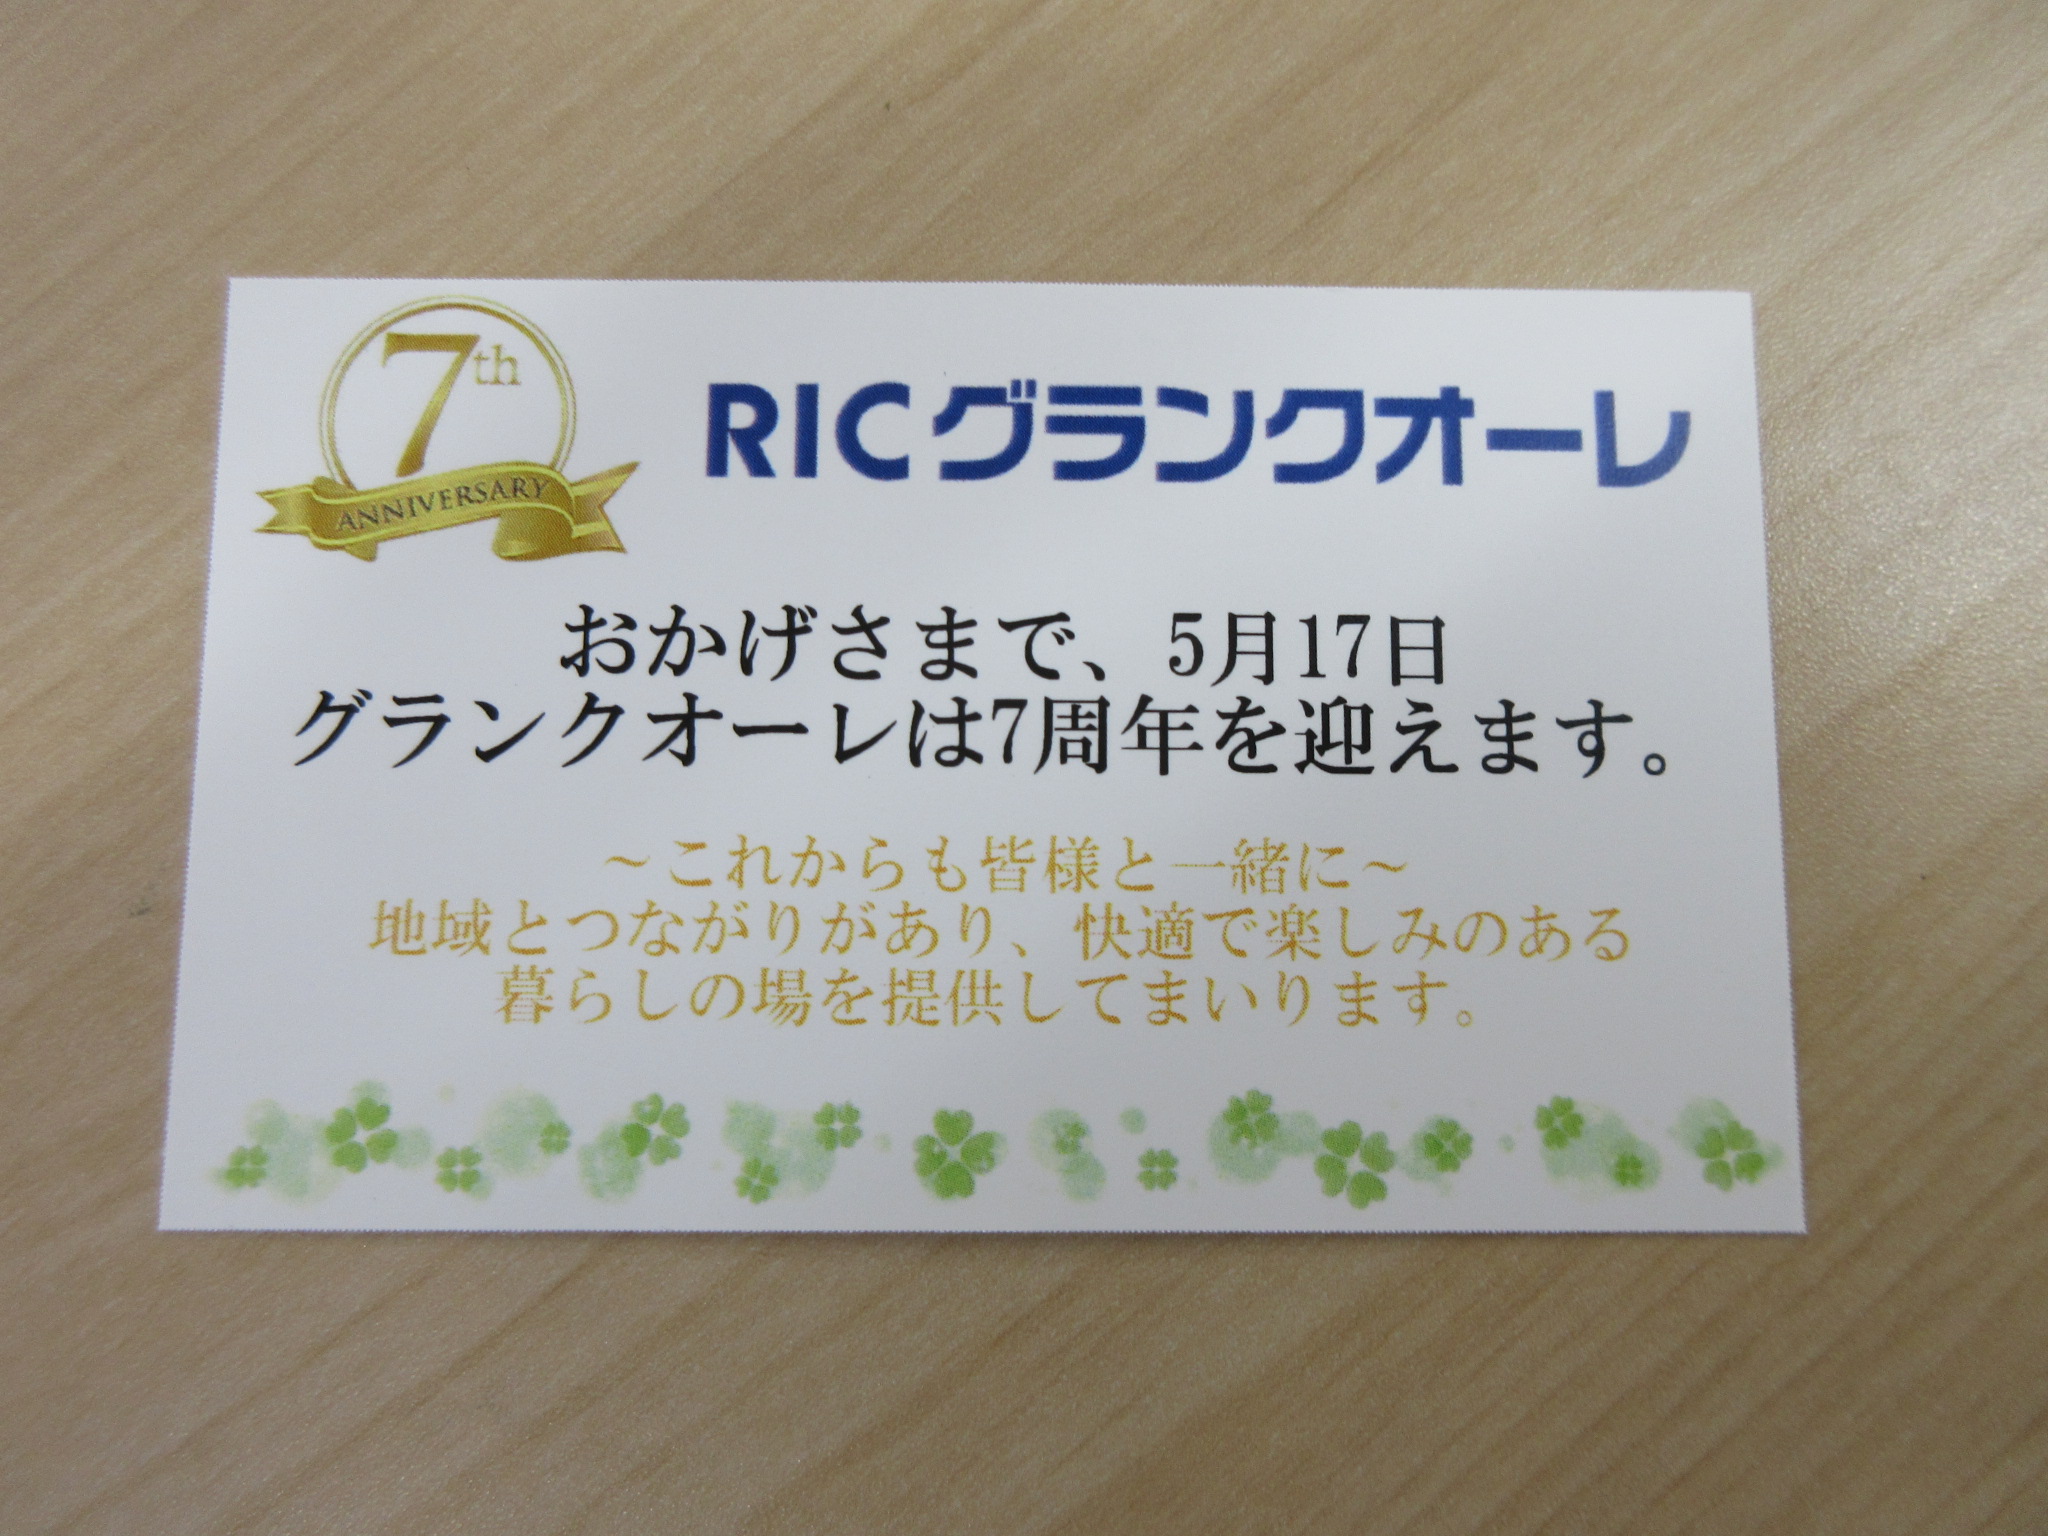 7th
ANNIVERSARY
RICグランクオーレ
おかげさまで、5月17日
グランクオーレは7周年を迎えます。
～これからも皆様と一緒に～
地域とつながりがあり、快適で楽しみのある
暮らしの場を提供してまいります。